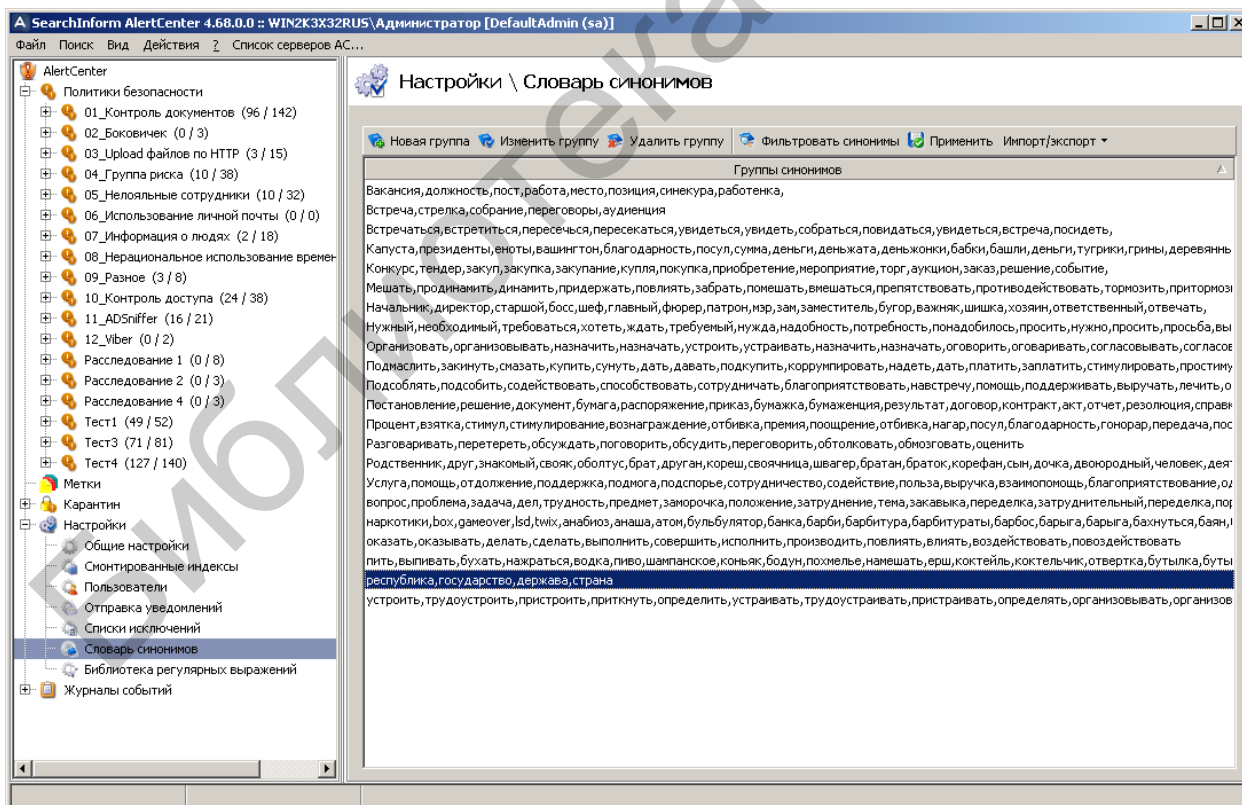 SearchInform AlertCenter 4.68.0.0 :: WIN2K3X32RUS\Администратор [DefaultAdmin (sa)]
Файл Поиск Вид Действия ? Список серверов АС...
AlertCenter
Политики безопасности
01_Контроль документов (96 / 142)
02_Боковичек (0 / 3)
03_Upload файлов по HTTP (3 / 15)
04_Группа риска (10 / 38)
05_Нелояльные сотрудники (10 / 32)
06_Использование личной почты (0 / 0)
07_Информация о людях (2 / 18)
08_Нерациональное использование времен
09_Разное (3 / 8)
10_Контроль доступа (24 / 38)
11_ADSniffer (16 / 21)
12_Viber (0 / 2)
Расследование 1 (0 / 8)
Расследование 2 (0 / 3)
Расследование 4 (0 / 3)
Тест1 (49 / 52)
Тест3 (71 / 81)
Тест4 (127 / 140)
Метки
Карантин
Настройки
Общие настройки
Смонтированные индексы
Пользователи
Отправка уведомлений
Списки исключений
Словарь синонимов
Библиотека регулярных выражений
Журналы событий
Настройки \ Словарь синонимов
Новая группа Изменить группу Удалить группу Фильтровать синонимы Применить Импорт/экспорт
Группы синонимов
Вакансия,должность,пост,работа,место,позиция,синекура,работенка,
Встреча,стрелка,собрание,переговоры,аудиенция
Встречаться,встретиться,пересечься,пересекаться,увидеться,увидеть,собраться,повидаться,увидеться,встреча,посидеть,
Капуста,президенты,еноты,вашингтон,благодарность,посул,сумма,деньги,деньжата,деньжонки,бабки,башли,деньги,тугрики,грины,деревяннь
Конкурс,тендер,закуп,закупка,закупание,купля,покупка,приобретение,мероприятие,торг,аукцион,заказ,решение,событие,
Мешать,продинамить,динамить,придержать,повлиять,забрать,помешать,вмешаться,препятствовать,противодействовать,тормозить,притормози
Начальник,директор,старшой,босс,шеф,главный,фюрер,патрон,мэр,зам,заместитель,бугор,важняк,шишка,хозяин,ответственный,отвечать,
Нужный,необходимый,требоваться,хотеть,ждать,требуемый,нужда,надобность,потребность,понадобилось,просить,нужно,просить,просьба,вы
Организовать,организовывать,назначить,назначать,устроить,устраивать,назначить,назначать,оговорить,оговаривать,согласовывать,согласов
Подмаслить,закинуть,смазать,купить,сунуть,дать,давать,подкупить,коррумпировать,надеть,дать,платить,заплатить,стимулировать,простиму
Подсоблять,подсобить,содействовать,способствовать,сотрудничать,благоприятствовать,навстречу,помощь,поддерживать,выручать,лечить,о
Постановление,решение,документ,бумага,распоряжение,приказ,бумажка,бумаженция,результат,договор,контракт,акт,отчет,резолюция,справк
Процент,взятка,стимул,стимулирование,вознаграждение,отбивка,премия,поощрение,отбивка,нагар,посул,благодарность,гонорар,передача,пос
Разговаривать,перетереть,обсуждать,поговорить,обсудить,переговорить,обтолковать,обмозговать,оценить
Родственник,друг,знакомый,свояк,оболтус,брат,друган,кореш,своячница,швагер,братан,браток,корефан,сын,дочка,двоюродный,человек,деят
Услуга,помощь,отдолжение,поддержка,подмога,подспорье,сотрудничество,содействие,польза,выручка,взаимопомощь,благоприятствование,од
вопрос,проблема,задача,дел,трудность,предмет,заморочка,положение,затруднение,тема,закавыка,переделка,затруднительный,переделка,пор
наркотики,box,gameover,lsd,twix,анабиоз,анаша,атом,бульбулятор,банка,барби,барбитура,барбитураты,барбос,барыга,барыга,бахнуться,баян,
оказать,оказывать,делать,сделать,выполнить,совершить,исполнить,производить,повлиять,влиять,воздействовать,повоздействовать
пить,выпивать,бухать,нажраться,водка,пиво,шампанское,коньяк,бодун,похмелье,намешать,ерш,коктейль,коктельчик,отвертка,бутылка,буты
республика,государство,держава,страна
устроить,трудоустроить,пристроить,приткнуть,определить,устраивать,трудоустраивать,пристраивать,определять,организовывать,организов
Библиотека